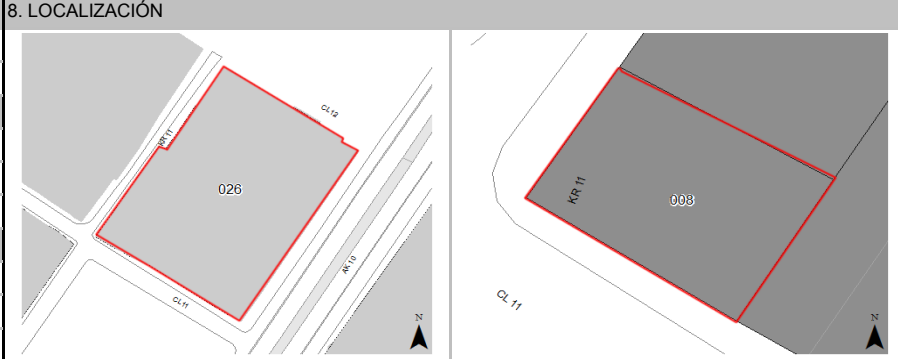 8. LOCALIZACIÓN
CL 12
KR 11
026
AK 10
CL 11
N
KR 11
008
CL 11
N